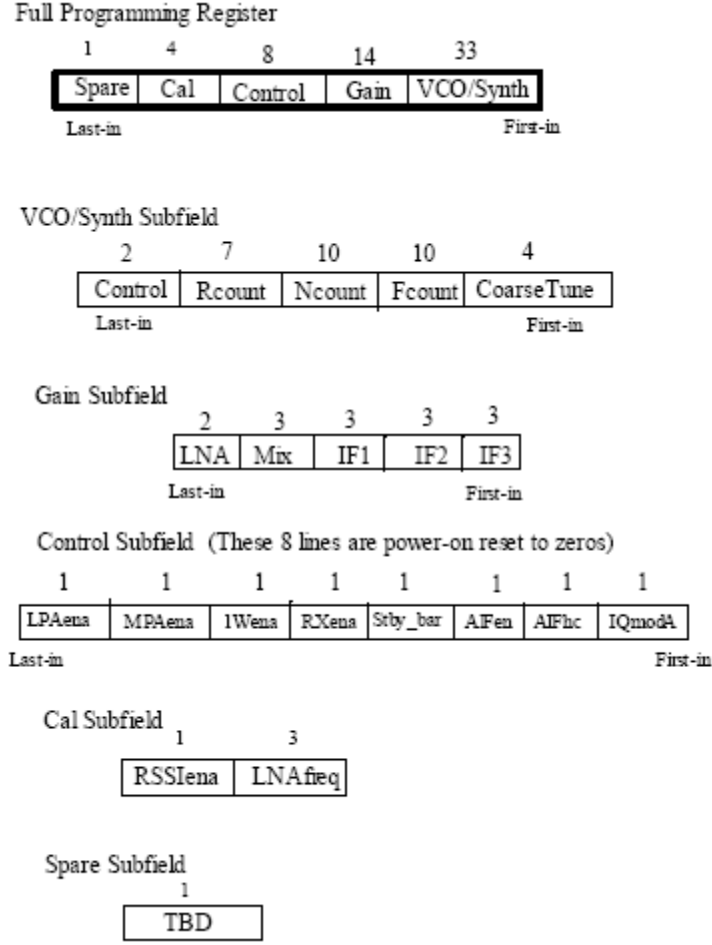 Full Programming Register
1 4 8 14 33
Spare Cal Control Gain VCO/Synth
Last-in First-in
VCO/Synth Subfield
2 7 10 10 4
Control Rcount Ncount Fcount CoarseTune
Last-in First-in
Gain Subfield
2 3 3 3 3
LNA Mix IF1 IF2 IF3
Last-in First-in
Control Subfield (These 8 lines are power-on reset to zeros)
1 1 1 1 1 1 1 1
LPAena MPAena 1Wena RXena Stby_bar AIFen AIFhc IQmodA
Last-in First-in
Cal Subfield
1 3
RSSIena LNAfreq
Spare Subfield
1
TBD